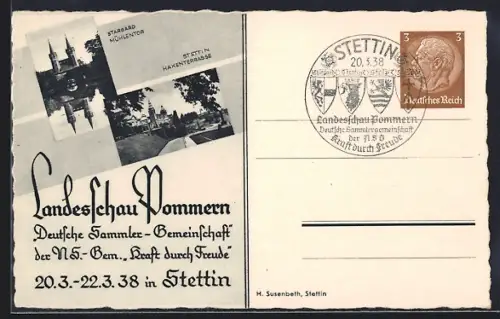 STARGARD
MÜHLENTOR
STETTIN
HAKENTERRASSE
Landesschau Pommern
„Deutsche Sammler-Gemeinschaft“
der N.S.-Gem. „Kraft durch Freude“
20.3.-22.3.38 in Stettin
STETTIN
20.3.38
Landesschau Pommern
Deutsche Sammlergemeinschaft
der NSG
Kraft durch Freude
3 3
Deutsches Reich
H. Susenbeth, Stettin